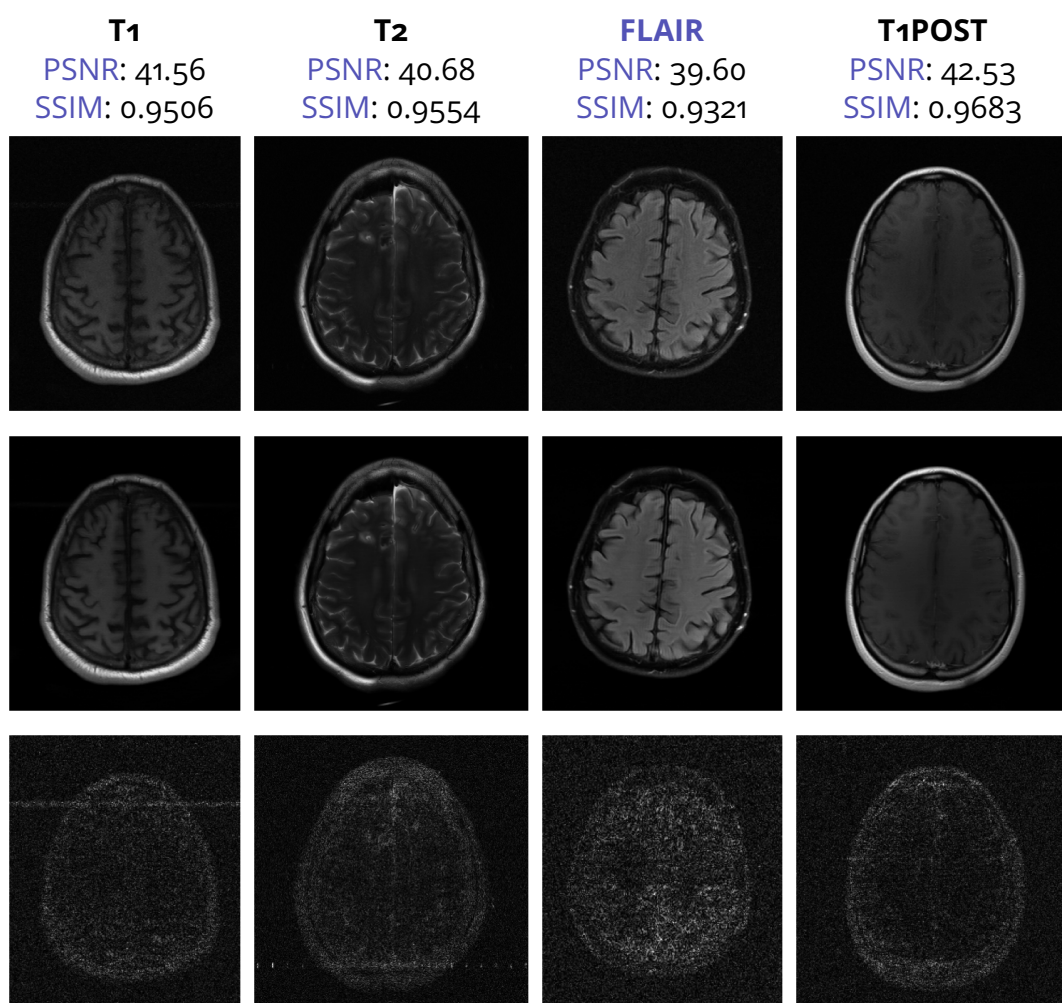 T1
PSNR: 41.56
SSIM: 0.9506
T2
PSNR: 40.68
SSIM: 0.9554
FLAIR
PSNR: 39.60
SSIM: 0.9321
T1POST
PSNR: 42.53
SSIM: 0.9683